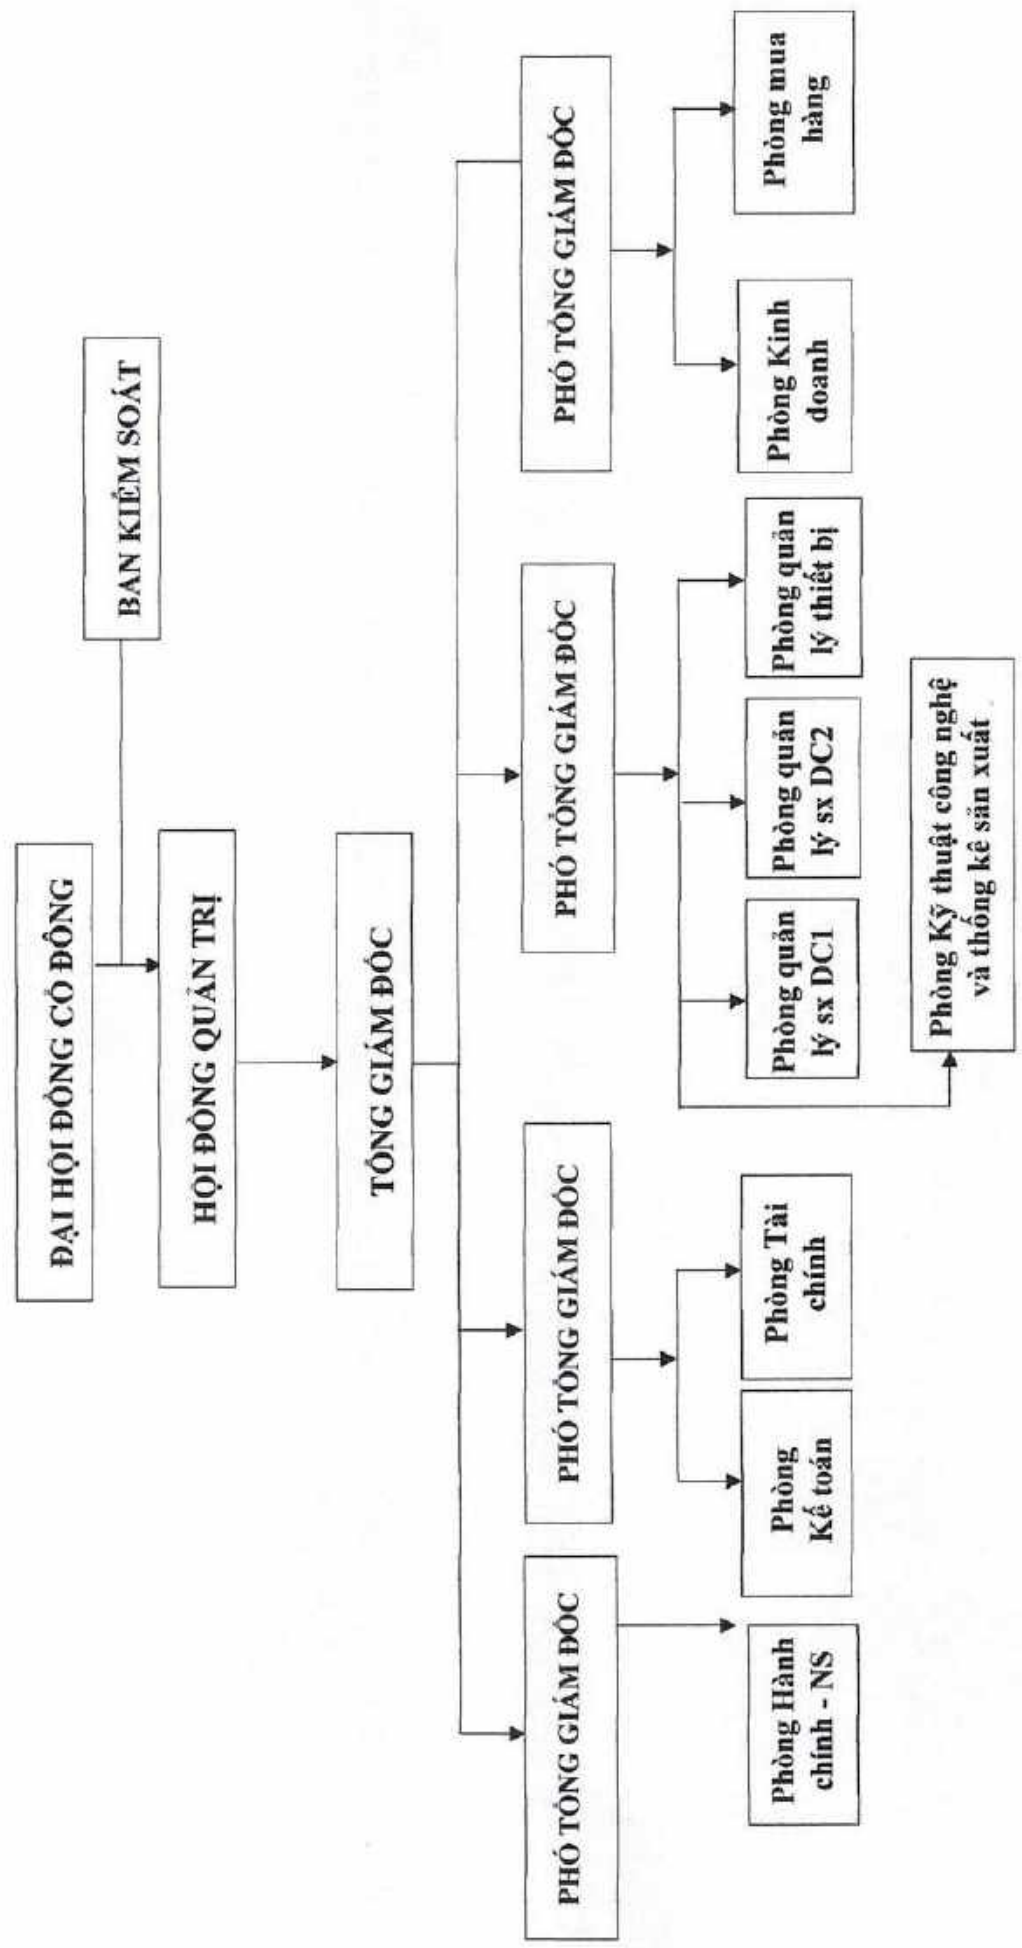 ĐẠI HỘI ĐỒNG CỔ ĐÔNG
BAN KIỂM SOÁT
HỘI ĐỒNG QUẢN TRỊ
TỔNG GIÁM ĐỐC
PHÓ TỔNG GIÁM ĐỐC
PHÓ TỔNG GIÁM ĐỐC
PHÓ TỔNG GIÁM ĐỐC
PHÓ TỔNG GIÁM ĐỐC
Phòng Hành
chính - NS
Phòng
Kế toán
Phòng Tài
chính
Phòng quản
lý sx DC1
Phòng quản
lý sx DC2
Phòng quản
lý thiết bị
Phòng Kinh
doanh
Phòng mua
hàng
Phòng Kỹ thuật công nghệ
và thống kê sản xuất